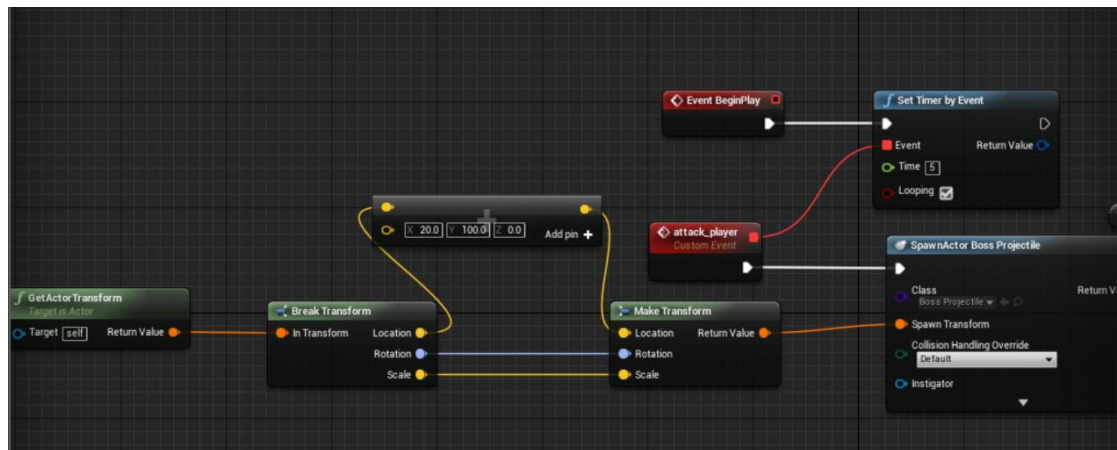 Event BeginPlay
Set Timer by Event
Event
Return Value
Time 5
Looping
X 20.0 Y 100.0 Z 0.0
Add pin +
attack_player
Custom Event
SpawnActor Boss Projectile
Class
Boss Projectile
Return V
Spawn Transform
Collision Handling Override
Default
Instigator
GetActorTransform
Target is Actor
Target self
Return Value
Break Transform
In Transform
Location
Rotation
Scale
Make Transform
Location
Return Value
Rotation
Scale